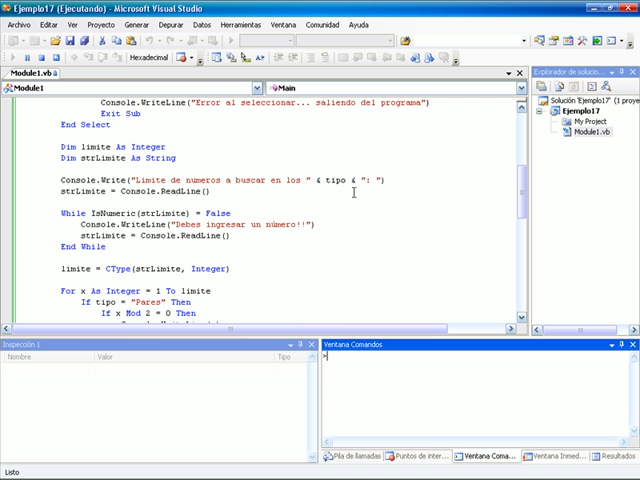 Ejemplo17 (Ejecutando) - Microsoft Visual Studio
Archivo Editar Ver Proyecto Generar Depurar Datos Herramientas Ventana Comunidad Ayuda
Hexadecimal
Module1.vb
Module1
Main
Console.WriteLine("Error al seleccionar... saliendo del programa")
Exit Sub
End Select
Dim limite As Integer
Dim strLimite As String
Console.Write("Limite de numeros a buscar en los " & tipo & ": ")
strLimite = Console.ReadLine()
While IsNumeric(strLimite) = False
Console.WriteLine("Debes ingresar un número!!")
strLimite = Console.ReadLine()
End While
limite = CType(strLimite, Integer)
For x As Integer = 1 To limite
If tipo = "Pares" Then
If x Mod 2 = 0 Then
Explorador de solucio...
Solución 'Ejemplo17' (1 proye
Ejemplo17
My Project
Module1.vb
Inspección 1
Nombre Valor Tipo
Ventana Comandos
>
Pila de llamadas Puntos de inter... Ventana Coma... Ventana Inmed... Resultados
Listo